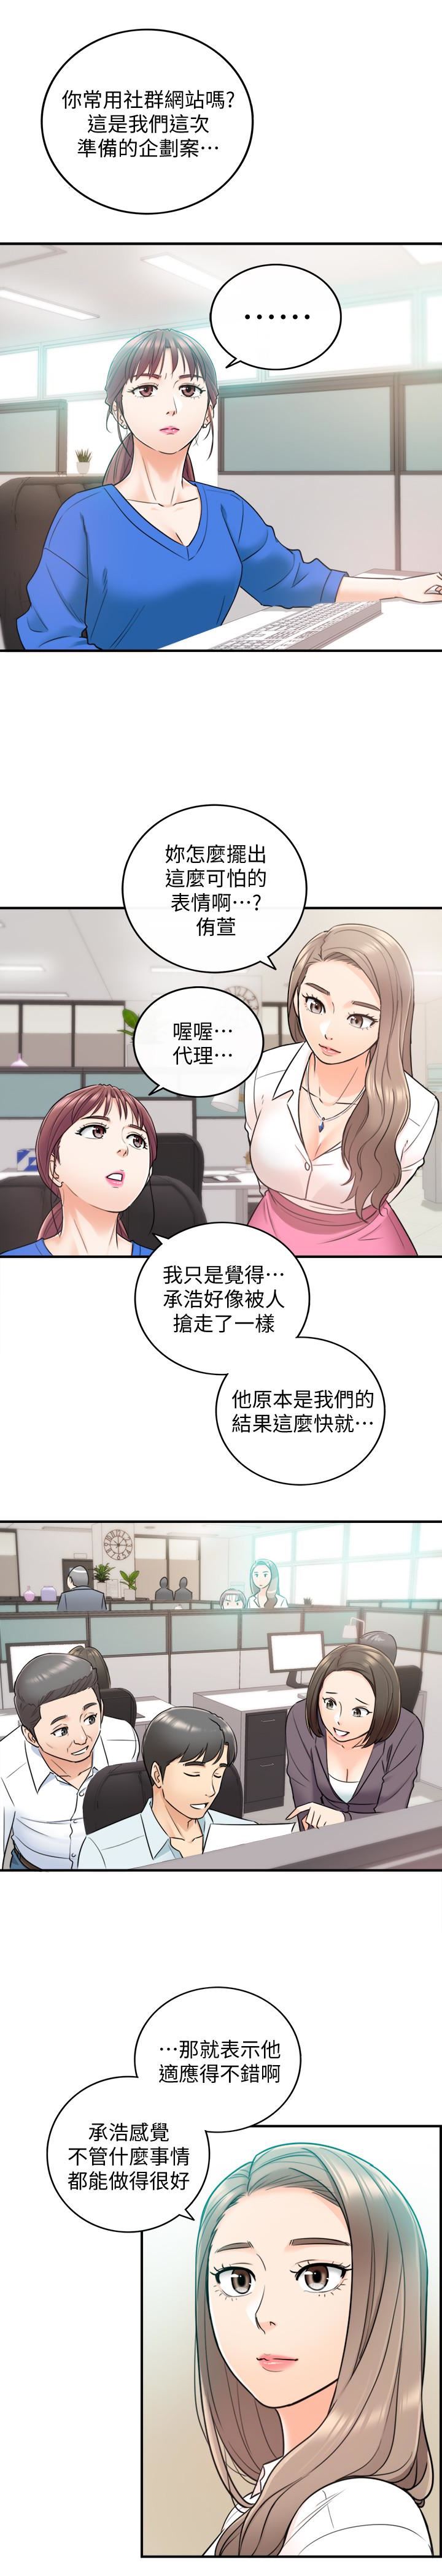 你常用社群網站嗎?
這是我們這次
準備的企劃案⋯
⋯⋯
妳怎麼擺出
這麼可怕的
表情啊⋯?
侑萱
喔喔⋯
代理⋯
我只是覺得⋯
承浩好像被人
搶走了一樣
他原本是我們的
結果這麼快就⋯
⋯那就表示他
適應得不錯啊
承浩感覺
不管什麼事情
都能做得很好